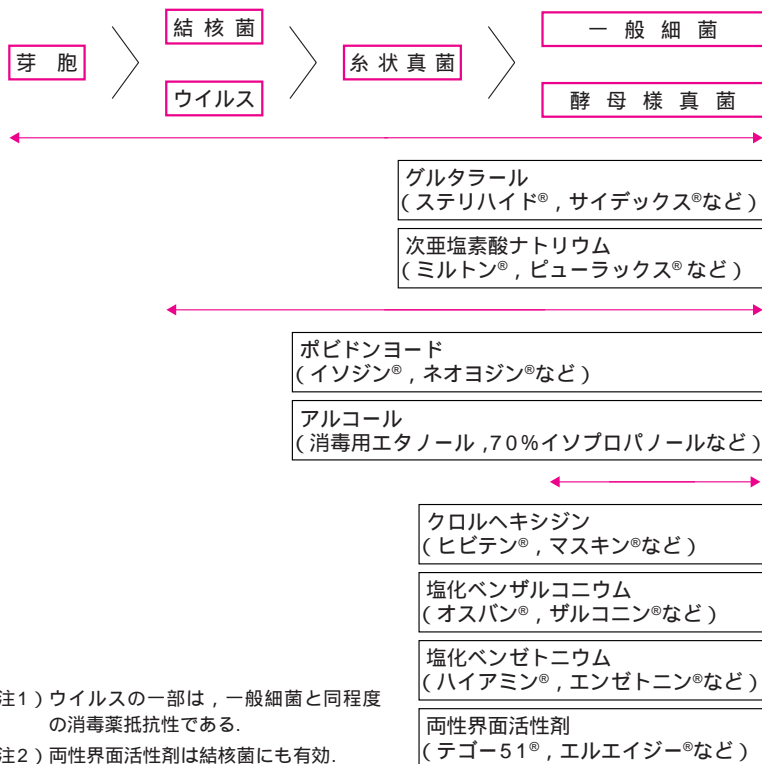 芽胞
結核菌
ウイルス
糸状真菌
一般細菌
酵母様真菌
グルタラール
(ステリハイド®,サイデックス®など)
次亜塩素酸ナトリウム
(ミルトン®,ピューラックス®など)
ポビドンヨード
(イソジン®,ネオヨジン®など)
アルコール
(消毒用エタノール,70%イソプロパノールなど)
クロルヘキシジン
(ヒビテン®,マスキン®など)
塩化ベンザルコニウム
(オスバン®,ザルコニン®など)
塩化ベンゼトニウム
(ハイアミン®,エンゼトニン®など)
両性界面活性剤
(テゴー51®,エルエイジー®など)
注1)ウイルスの一部は,一般細菌と同程度
の消毒薬抵抗性である.
注2)両性界面活性剤は結核菌にも有効.